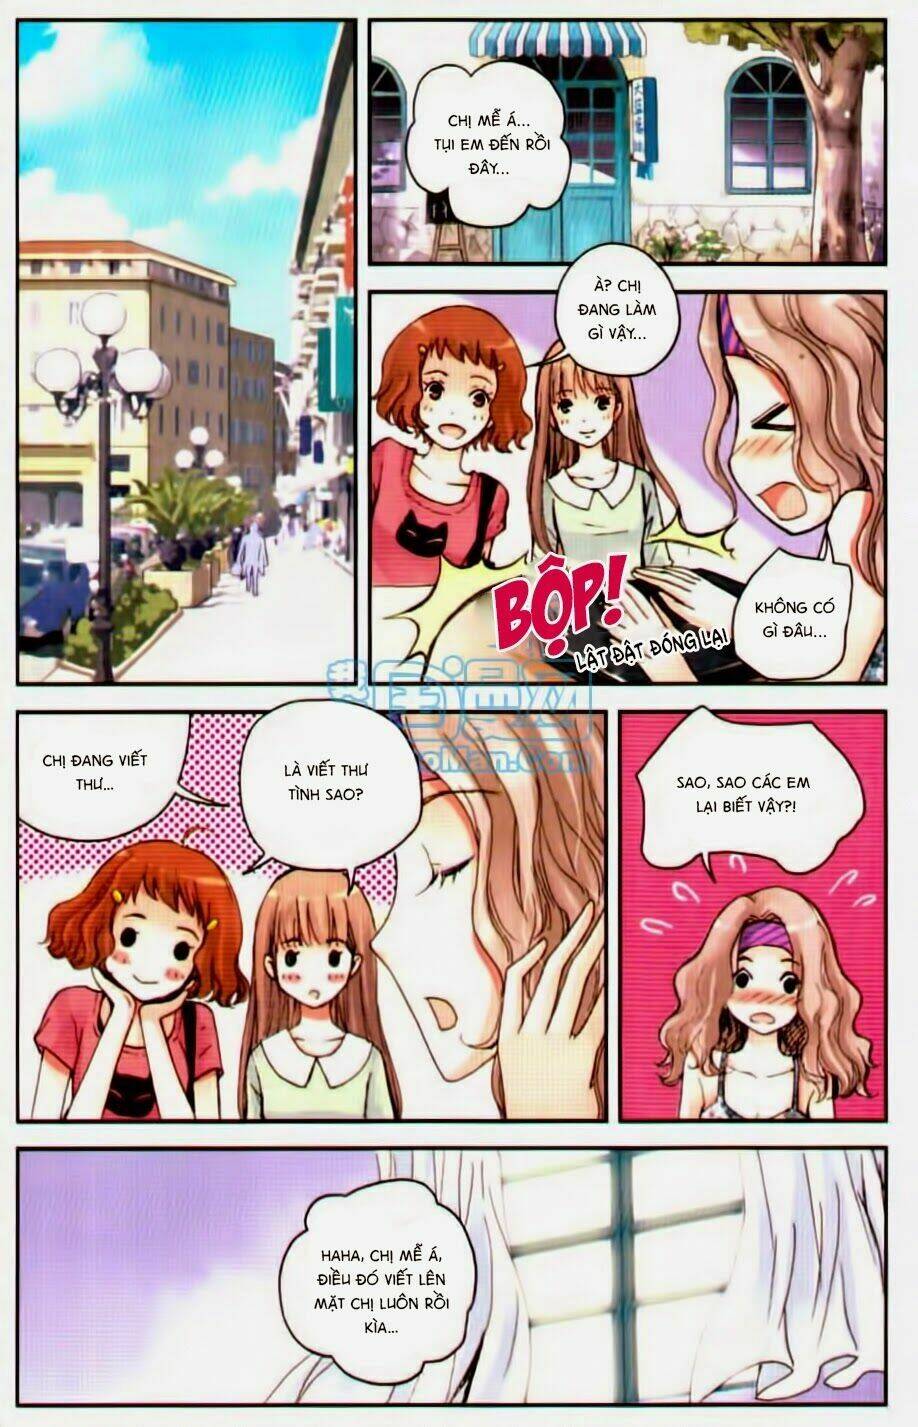 CHỊ MỄ Á...
TỤI EM ĐẾN RỒI
ĐÂY...
À? CHỊ
ĐANG LÀM
GÌ VẬY...
BỘP!
LẬT ĐẬT ĐÓNG LẠI
KHÔNG CÓ
GÌ ĐÂU...
CHỊ ĐANG VIẾT
THƯ...
LÀ VIẾT THƯ
TÌNH SAO?
SAO, SAO CÁC EM
LẠI BIẾT VẬY?!
HAHA, CHỊ MỄ Á,
ĐIỀU ĐÓ VIẾT LÊN
MẶT CHỊ LUÔN RỒI
KÌA...